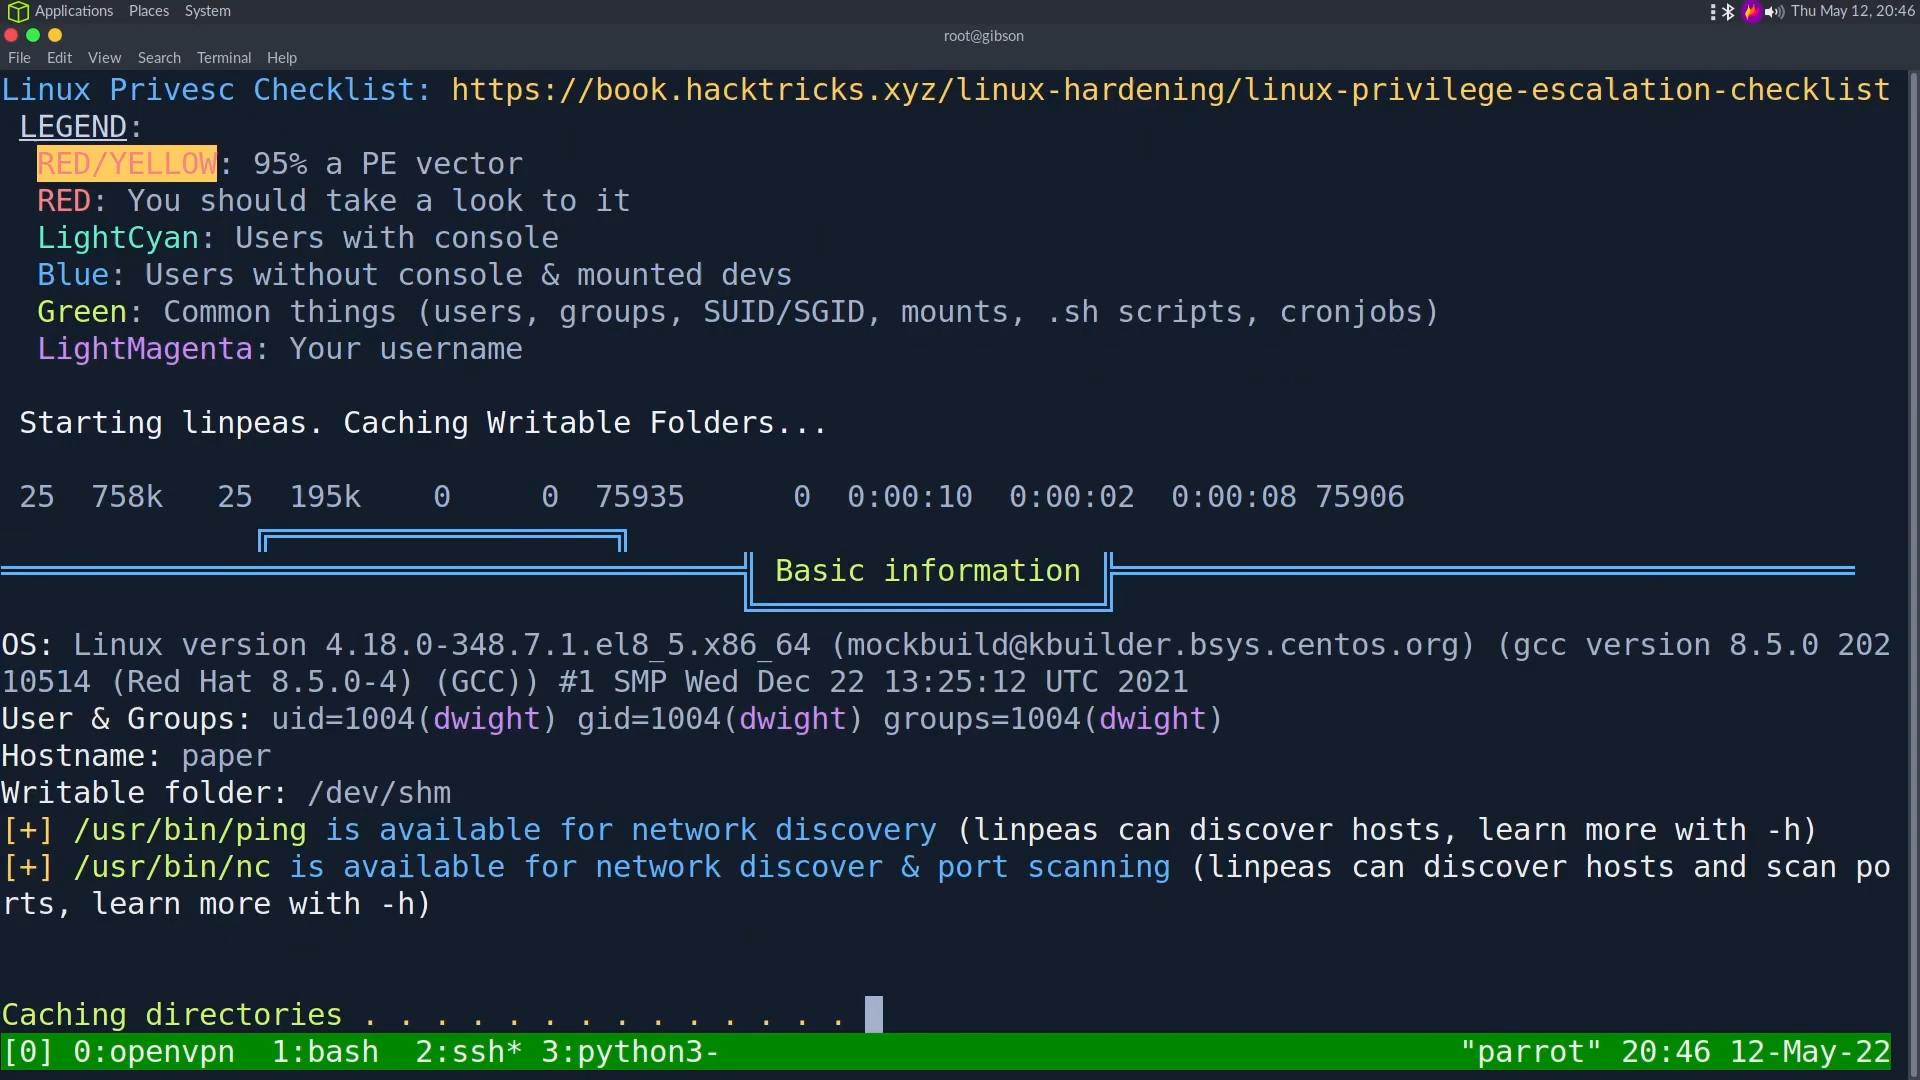 Applications Places System Thu May 12, 20:46
root@gibson
File Edit View Search Terminal Help
Linux Privesc Checklist: https://book.hacktricks.xyz/linux-hardening/linux-privilege-escalation-checklist
LEGEND:
RED/YELLOW: 95% a PE vector
RED: You should take a look to it
LightCyan: Users with console
Blue: Users without console & mounted devs
Green: Common things (users, groups, SUID/SGID, mounts, .sh scripts, cronjobs)
LightMagenta: Your username
Starting linpeas. Caching Writable Folders...
25 758k 25 195k 0 0 75935 0 0:00:10 0:00:02 0:00:08 75906
Basic information
OS: Linux version 4.18.0-348.7.1.el8_5.x86_64 (mockbuild@kbuilder.bsys.centos.org) (gcc version 8.5.0 202
10514 (Red Hat 8.5.0-4) (GCC)) #1 SMP Wed Dec 22 13:25:12 UTC 2021
User & Groups: uid=1004(dwight) gid=1004(dwight) groups=1004(dwight)
Hostname: paper
Writable folder: /dev/shm
[+] /usr/bin/ping is available for network discovery (linpeas can discover hosts, learn more with -h)
[+] /usr/bin/nc is available for network discover & port scanning (linpeas can discover hosts and scan po
rts, learn more with -h)
Caching directories . . . . . . . . . . . . . .
[0] 0:openvpn 1:bash 2:ssh* 3:python3- "parrot" 20:46 12-May-22